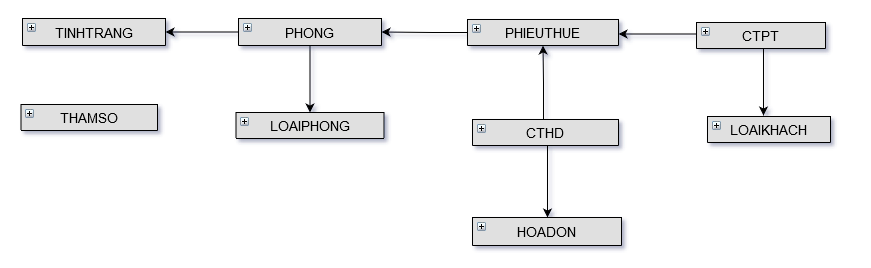 TINHTRANG
PHONG
PHIEUTHUE
CTPT
THAMSO
LOAIPHONG
CTHD
LOAIKHACH
HOADON